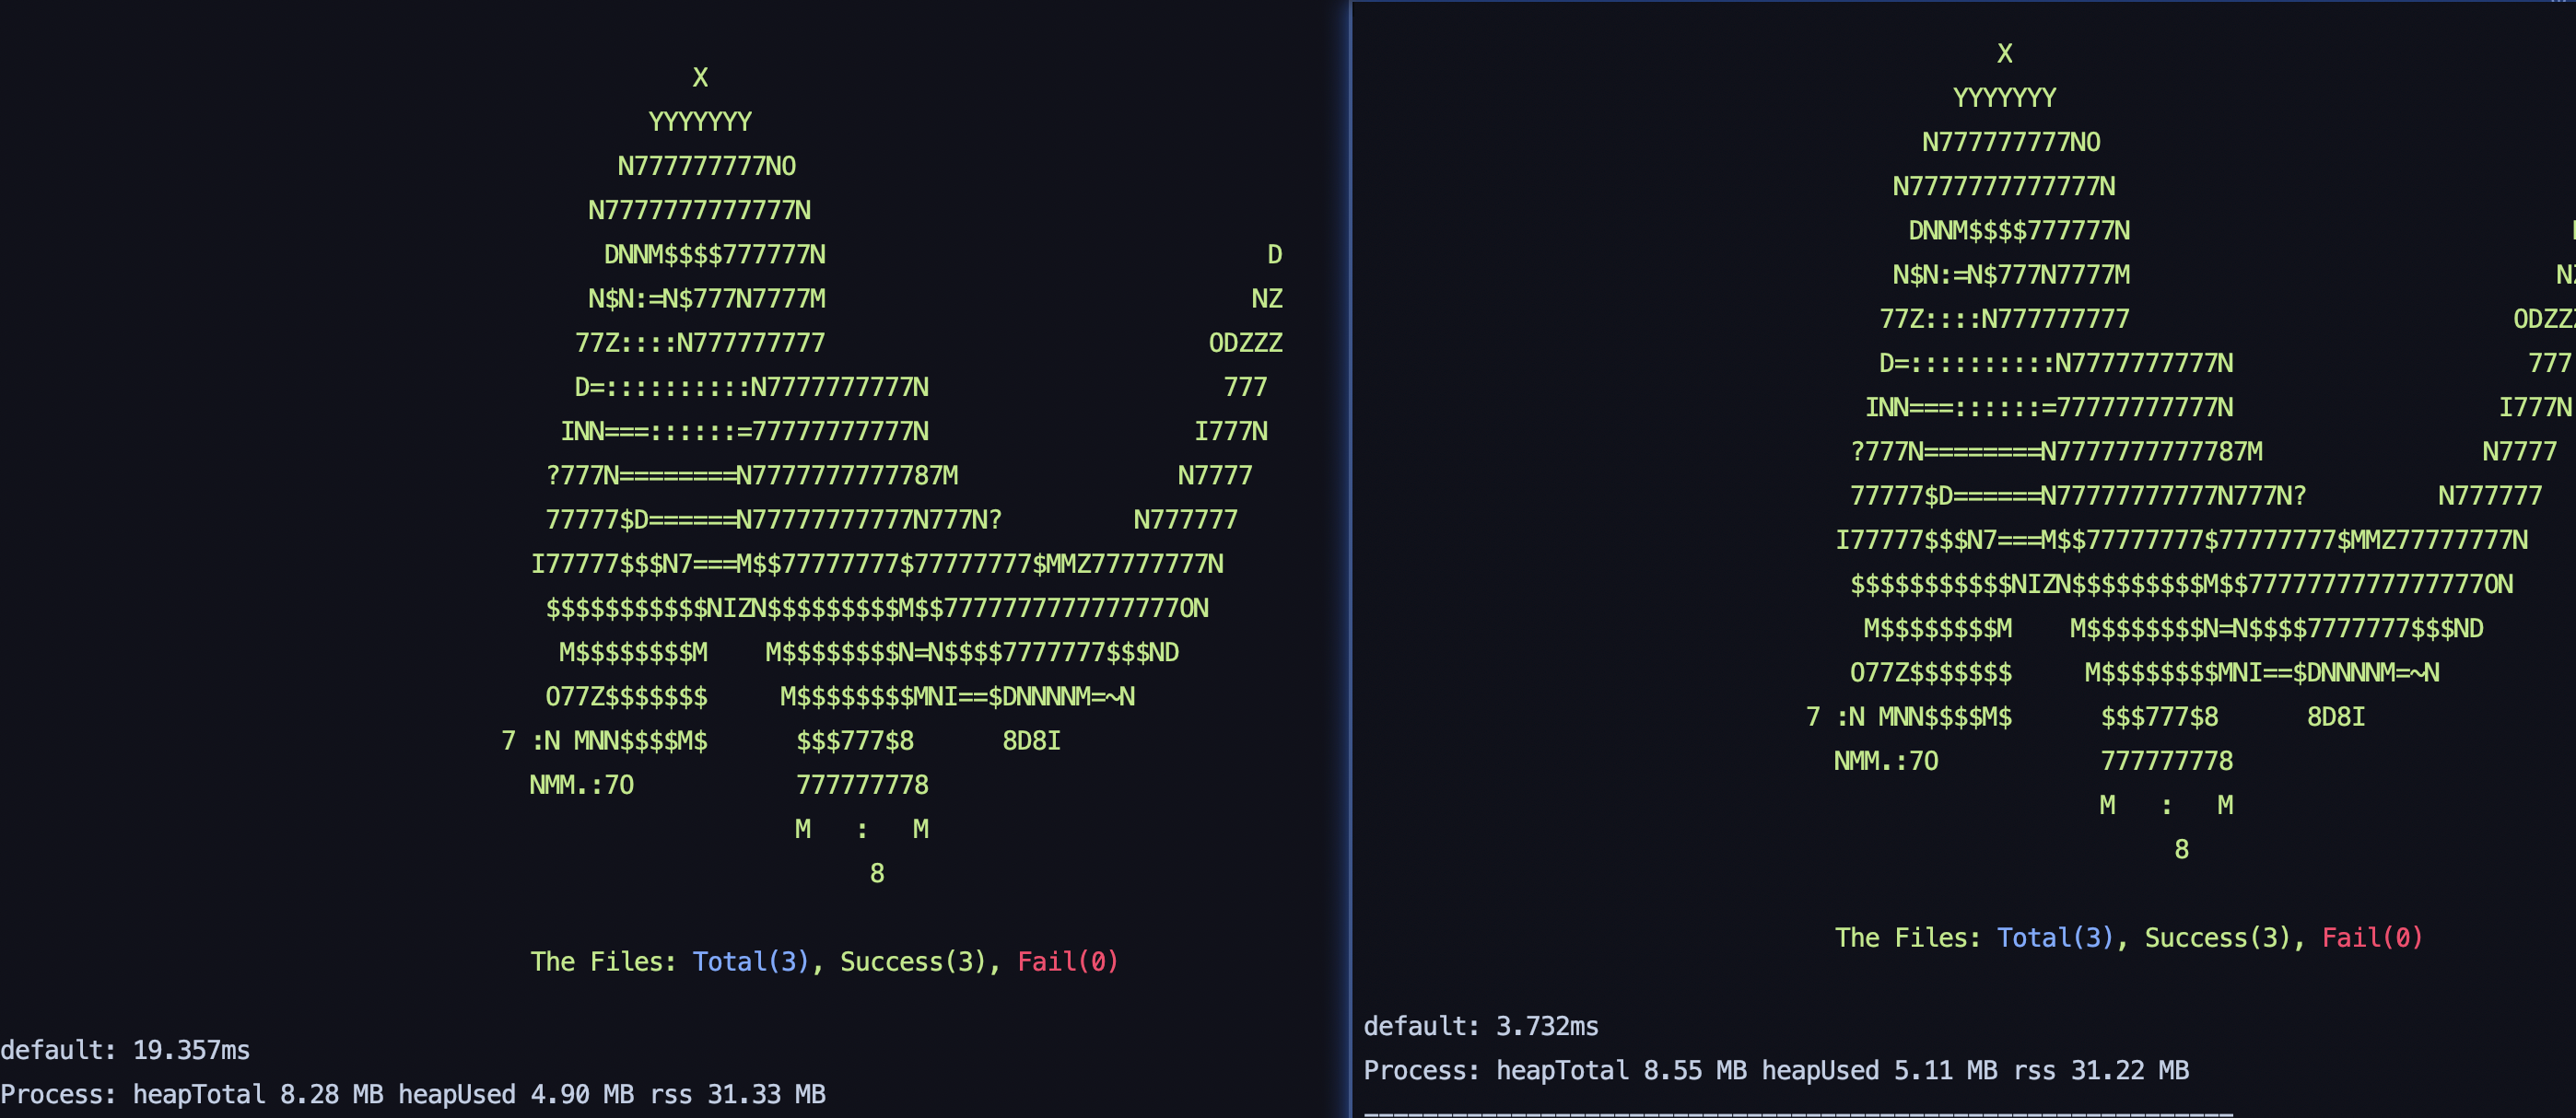 X
YYYYYYY
N777777777NO
N7777777777777N
DNNM$$$$777777N D
N$N:=N$777N7777M NZ
77Z::::N777777777 ODZZZ
D=::::::::::N7777777777N 777
INN===::::::=77777777777N I777N
?777N========N7777777777787M N7777
77777$D======N77777777777N777N? N777777
I77777$$$N7===M$$77777777$77777777$MMZ77777777N
$$$$$$$$$$$NIZN$$$$$$$$$M$$7777777777777777ON
M$$$$$$$$M M$$$$$$$$N=N$$$$7777777$$$ND
O77Z$$$$$$$ M$$$$$$$$MNI==$DNNNNM=~N
7 :N MNN$$$$M$ $$$777$8 8D8I
NMM.:7O 777777778
M : M
8
The Files: Total(3), Success(3), Fail(0)
default: 19.357ms
Process: heapTotal 8.28 MB heapUsed 4.90 MB rss 31.33 MB
X
YYYYYYY
N777777777NO
N7777777777777N
DNNM$$$$777777N
N$N:=N$777N7777M N
77Z::::N777777777 ODZZ
D=::::::::::N7777777777N 777
INN===::::::=77777777777N I777N
?777N========N7777777777787M N7777
77777$D======N77777777777N777N? N777777
I77777$$$N7===M$$77777777$77777777$MMZ77777777N
$$$$$$$$$$$NIZN$$$$$$$$$M$$7777777777777777ON
M$$$$$$$$M M$$$$$$$$N=N$$$$7777777$$$ND
O77Z$$$$$$$ M$$$$$$$$MNI==$DNNNNM=~N
7 :N MNN$$$$M$ $$$777$8 8D8I
NMM.:7O 777777778
M : M
8
The Files: Total(3), Success(3), Fail(0)
default: 3.732ms
Process: heapTotal 8.55 MB heapUsed 5.11 MB rss 31.22 MB